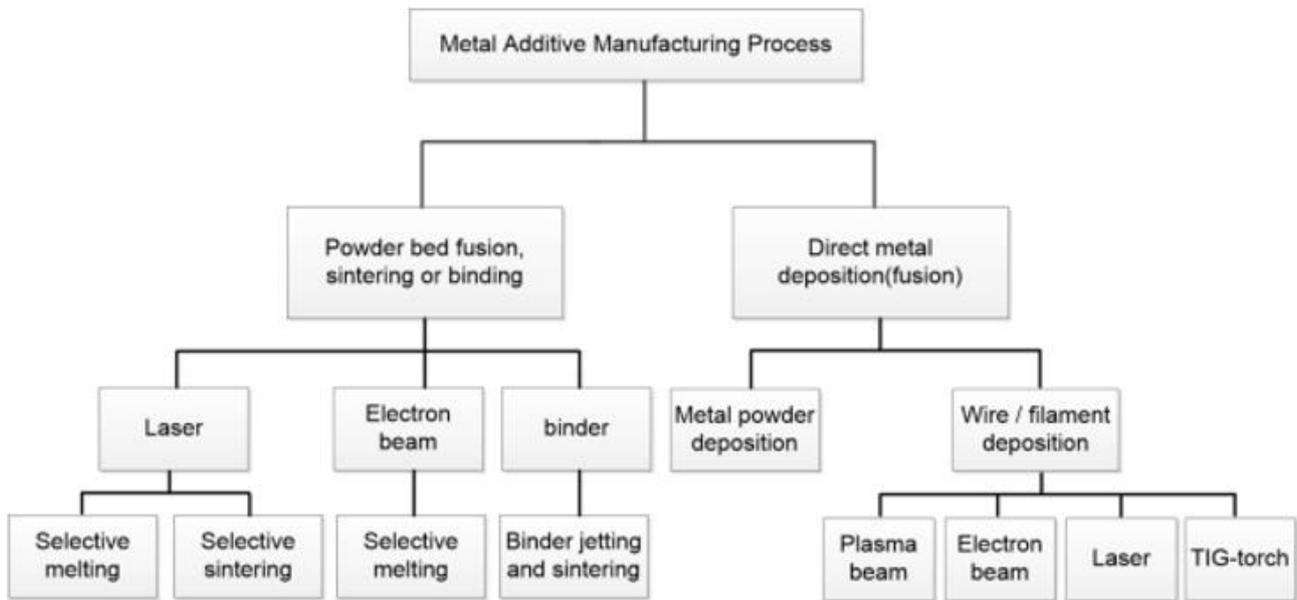 Metal Additive Manufacturing Process
Powder bed fusion,
sintering or binding
Direct metal
deposition(fusion)
Laser
Electron
beam
binder
Metal powder
deposition
Wire / filament
deposition
Selective
melting
Selective
sintering
Selective
melting
Binder jetting
and sintering
Plasma
beam
Electron
beam
Laser
TIG-torch